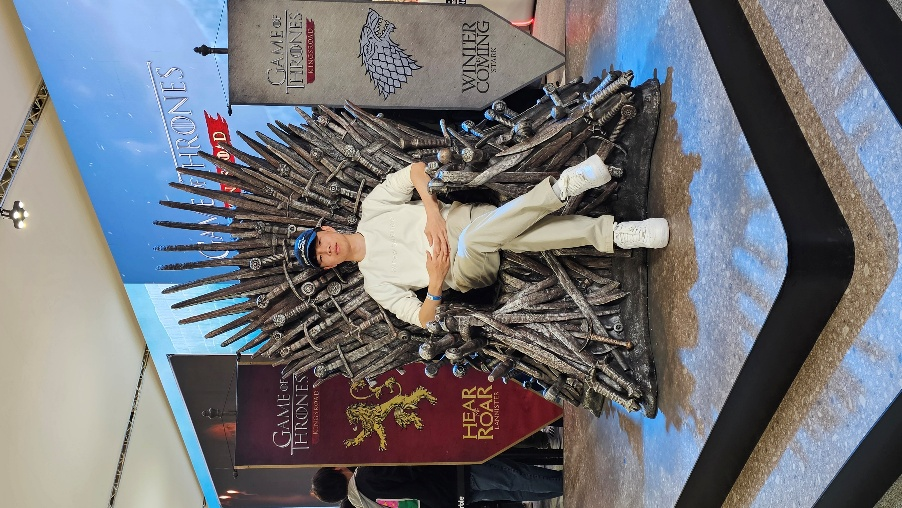 GAME OF
THRONES
KINGSROAD
WINTER
IS
COMING
STARK
GAME OF
THRONES
KINGSROAD
GAME OF
THRONES
KINGSROAD
HEAR
ME
ROAR
LANNISTER